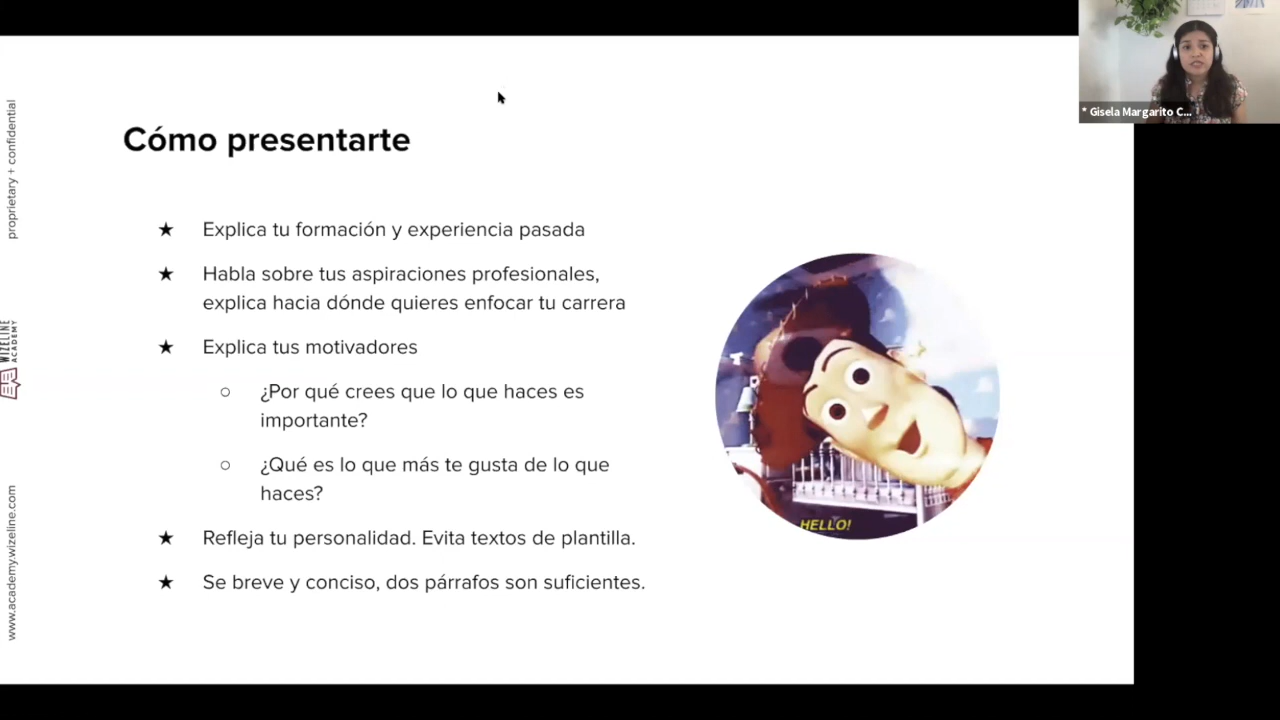 * Gisela Margarito C...
proprietary + confidential
WIZELINE
ACADEMY
www.academy.wizeline.com
Cómo presentarte
★ Explica tu formación y experiencia pasada
★ Habla sobre tus aspiraciones profesionales,
explica hacia dónde quieres enfocar tu carrera
★ Explica tus motivadores
○ ¿Por qué crees que lo que haces es
importante?
○ ¿Qué es lo que más te gusta de lo que
haces?
★ Refleja tu personalidad. Evita textos de plantilla.
★ Se breve y conciso, dos párrafos son suficientes.
HELLO!